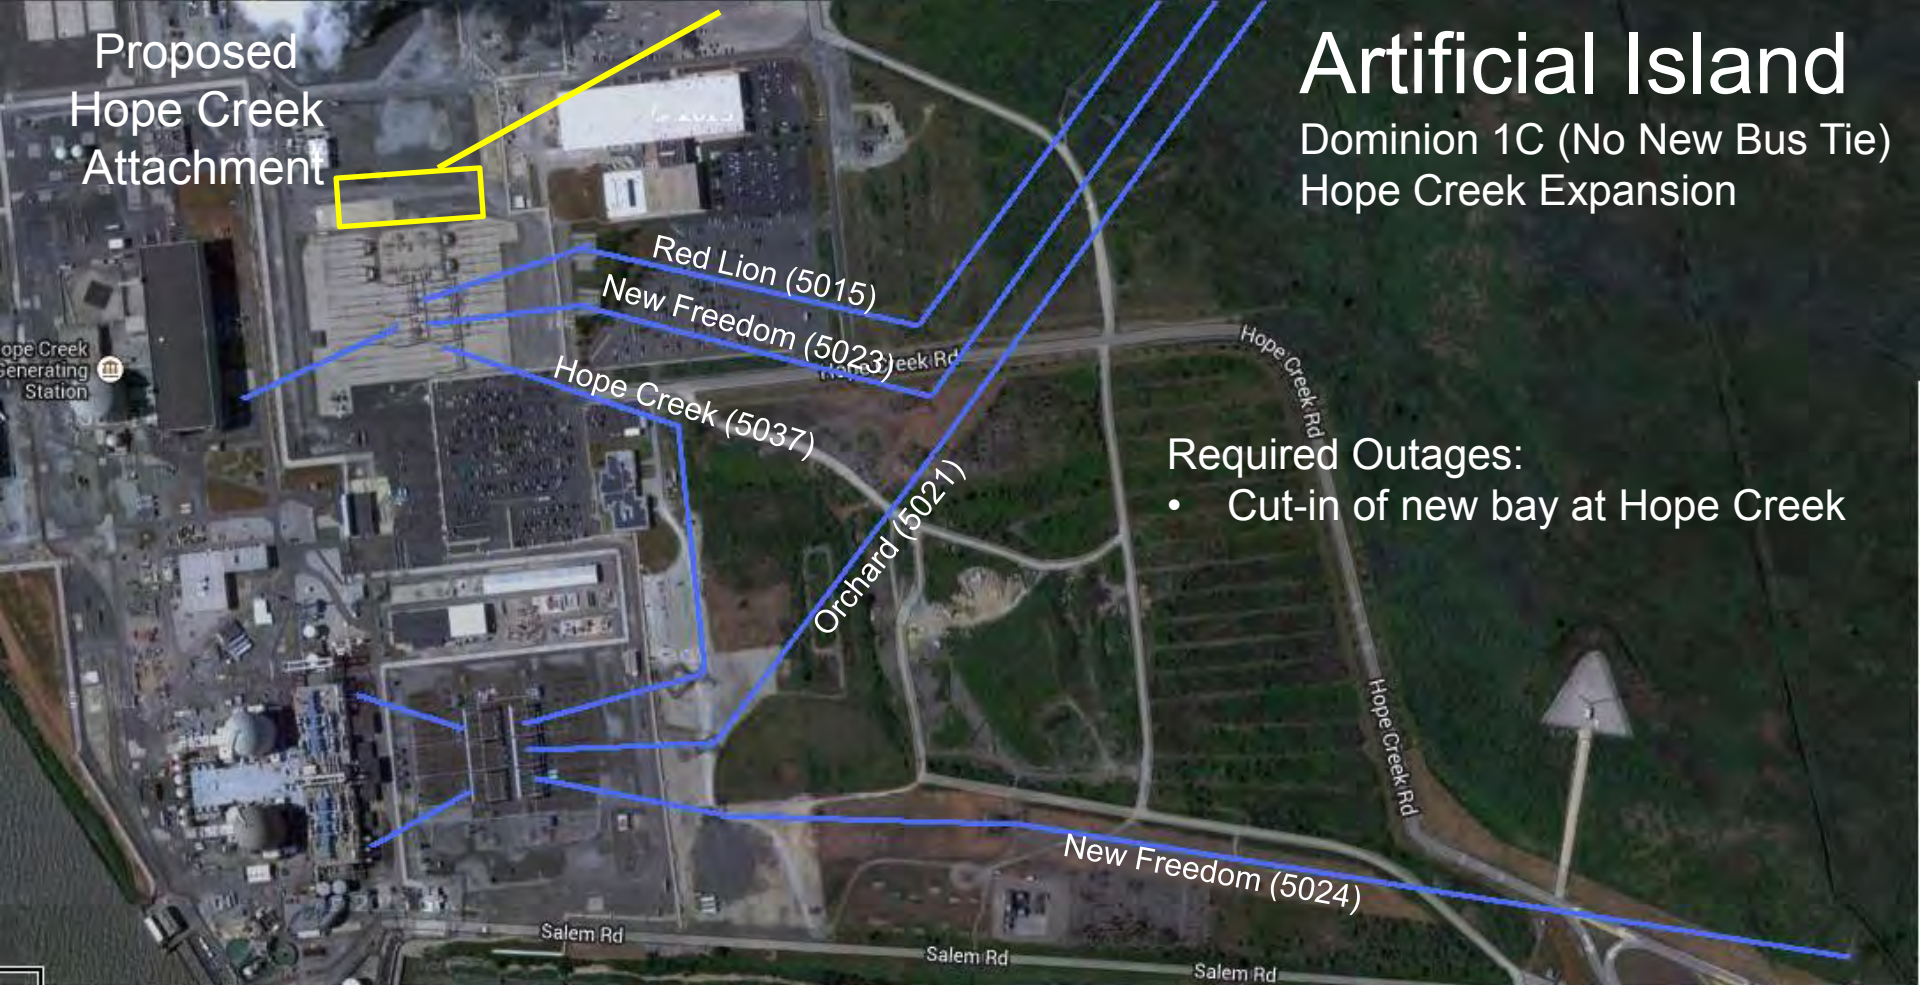 Proposed
Hope Creek
Attachment
Artificial Island
Dominion 1C (No New Bus Tie)
Hope Creek Expansion
Red Lion (5015)
New Freedom (5023)
Hope Creek Rd
Hope Creek Rd
Hope Creek (5037)
ope Creek
Generating
Station
Required Outages:
• Cut-in of new bay at Hope Creek
Orchard (5021)
Hope Creek Rd
New Freedom (5024)
Salem Rd
Salem Rd
Salem Rd